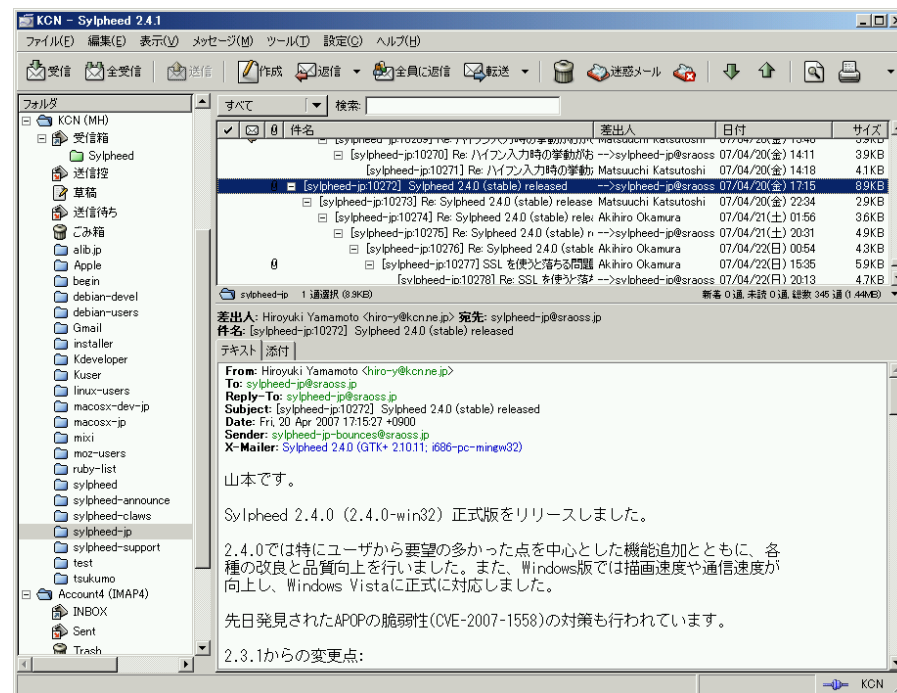 KCN - Sylpheed 2.4.1
ファイル(F) 編集(E) 表示(V) メッセージ(M) ツール(T) 設定(C) ヘルプ(H)
受信 全受信 送信 作成 返信 全員に返信 転送 迷惑メール
フォルダ
KCN (MH)
受信箱
Sylpheed
送信控
草稿
送信待ち
ごみ箱
alib.jp
Apple
begin
debian-devel
debian-users
Gmail
installer
Kdeveloper
Kuser
linux-users
macosx-dev-jp
macosx-jp
mixi
moz-users
ruby-list
sylpheed
sylpheed-announce
sylpheed-claws
sylpheed-jp
sylpheed-support
test
tsukumo
Account4 (IMAP4)
INBOX
Sent
Trash
すべて 検索:
件名 差出人 日付 サイズ
[sylpheed-jp:10269] Re: ハイフン入力時の挙動がおか Matsuuchi Katsutoshi 07/04/20(金) 13:46 3.9KB
[sylpheed-jp:10270] Re: ハイフン入力時の挙動がお -->sylpheed-jp@sraoss 07/04/20(金) 14:11 3.9KB
[sylpheed-jp:10271] Re: ハイフン入力時の挙動 Matsuuchi Katsutoshi 07/04/20(金) 14:18 4.1KB
[sylpheed-jp:10272] Sylpheed 2.4.0 (stable) released -->sylpheed-jp@sraoss 07/04/20(金) 17:15 8.9KB
[sylpheed-jp:10273] Re: Sylpheed 2.4.0 (stable) release Matsuuchi Katsutoshi 07/04/20(金) 22:34 2.9KB
[sylpheed-jp:10274] Re: Sylpheed 2.4.0 (stable) rele Akihiro Okamura 07/04/21(土) 01:56 3.6KB
[sylpheed-jp:10275] Re: Sylpheed 2.4.0 (stable) r -->sylpheed-jp@sraoss 07/04/21(土) 20:31 4.9KB
[sylpheed-jp:10276] Re: Sylpheed 2.4.0 (stable Akihiro Okamura 07/04/22(日) 00:54 4.3KB
[sylpheed-jp:10277] SSL を使うと落ちる問題 Akihiro Okamura 07/04/22(日) 15:35 5.9KB
[sylpheed-jp:10278] Re: SSL を使うと落ち -->sylpheed-jp@sraoss 07/04/22(日) 20:13 4.7KB
sylpheed-jp 1 通選択 (8.9KB) 新着 0 通, 未読 0 通, 総数 345 通 (1.44MB)
差出人: Hiroyuki Yamamoto <hiro-y@kcn.ne.jp> 宛先: sylpheed-jp@sraoss.jp
件名: [sylpheed-jp:10272] Sylpheed 2.4.0 (stable) released
テキスト 添付
From: Hiroyuki Yamamoto <hiro-y@kcn.ne.jp>
To: sylpheed-jp@sraoss.jp
Reply-To: sylpheed-jp@sraoss.jp
Subject: [sylpheed-jp:10272] Sylpheed 2.4.0 (stable) released
Date: Fri, 20 Apr 2007 17:15:27 +0900
Sender: sylpheed-jp-bounces@sraoss.jp
X-Mailer: Sylpheed 2.4.0 (GTK+ 2.10.11; i686-pc-mingw32)
山本です。
Sylpheed 2.4.0 (2.4.0-win32) 正式版をリリースしました。
2.4.0では特にユーザから要望の多かった点を中心とした機能追加とともに、各
種の改良と品質向上を行いました。また、Windows版では描画速度や通信速度が
向上し、Windows Vistaに正式に対応しました。
先日発見されたAPOPの脆弱性(CVE-2007-1558)の対策も行われています。
2.3.1からの変更点:
KCN